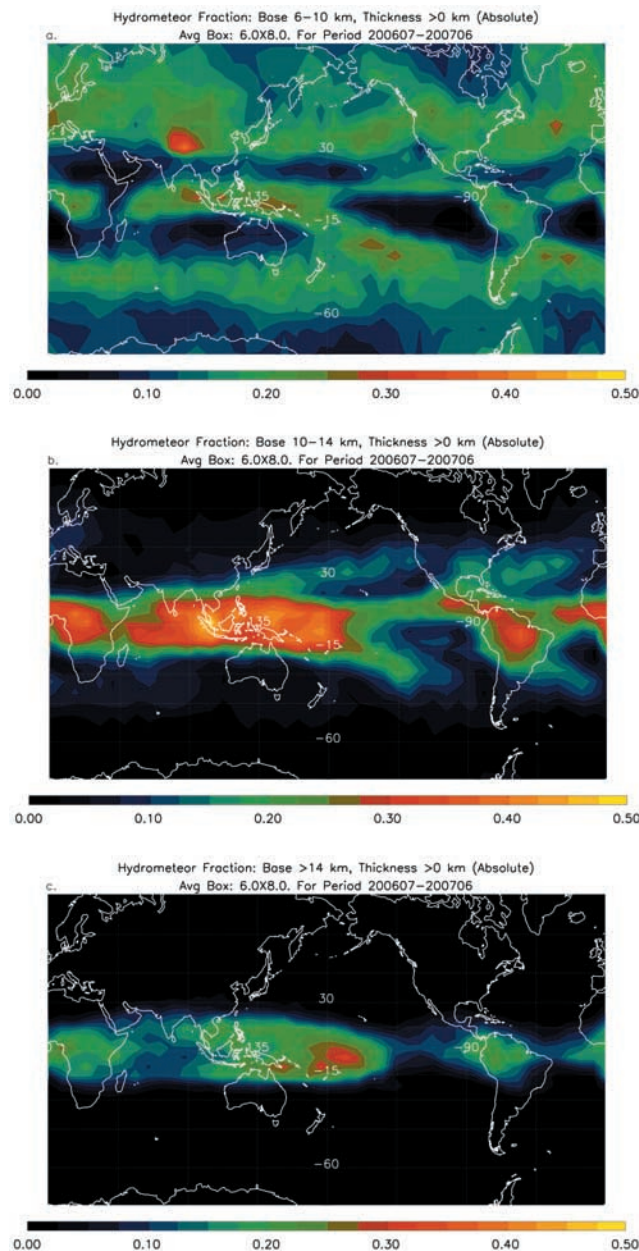 Hydrometeor Fraction: Base 6-10 km, Thickness >0 km (Absolute)
a. Avg Box: 6.0X8.0. For Period 200607-200706
30
135 -90
-15
-60
0.00 0.10 0.20 0.30 0.40 0.50
Hydrometeor Fraction: Base 10-14 km, Thickness >0 km (Absolute)
b. Avg Box: 6.0X8.0. For Period 200607-200706
30
135 -90
-15
-60
0.00 0.10 0.20 0.30 0.40 0.50
Hydrometeor Fraction: Base >14 km, Thickness >0 km (Absolute)
c. Avg Box: 6.0X8.0. For Period 200607-200706
30
135 -90
-15
-60
0.00 0.10 0.20 0.30 0.40 0.50